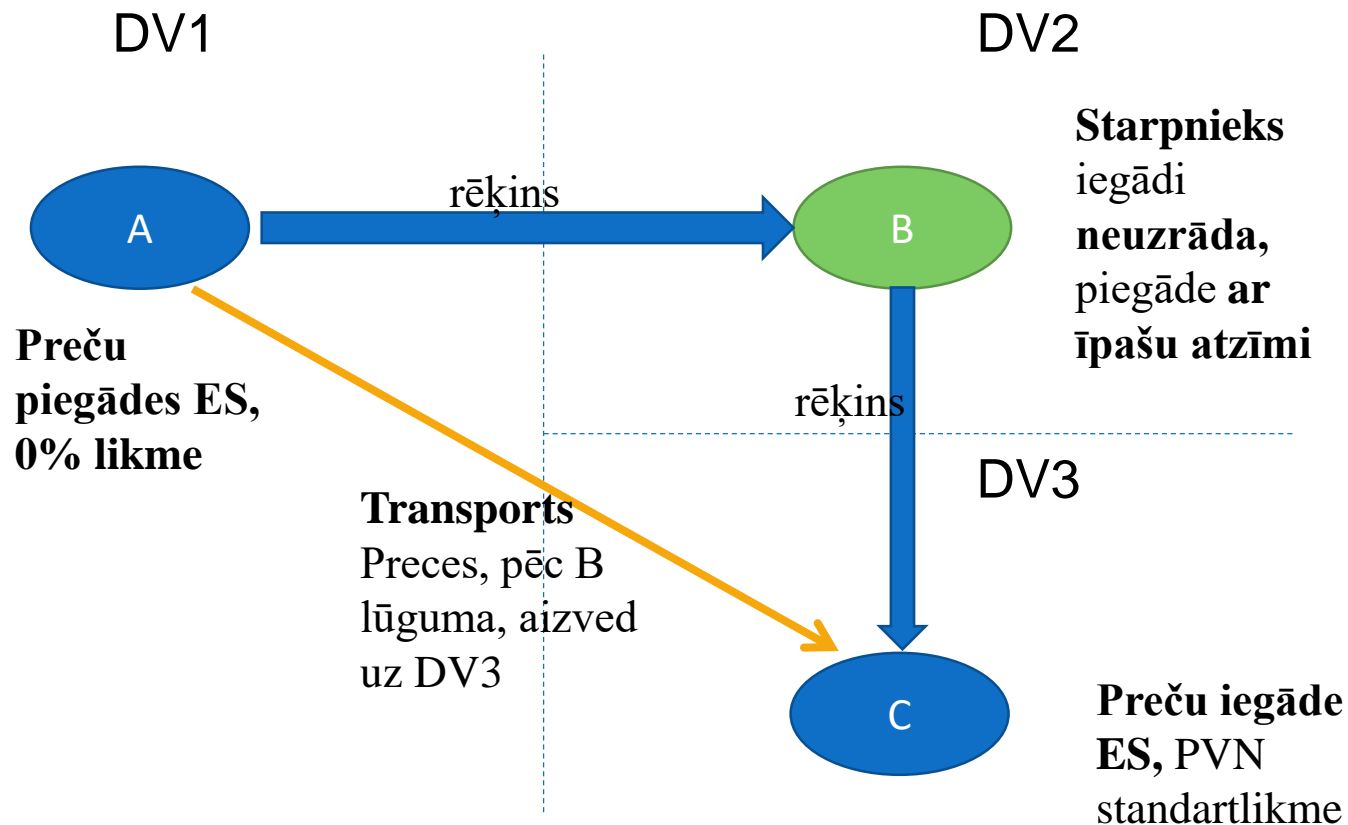 DV1
DV2
A
rēķins
B
Starpnieks
iegādi
neuzrāda,
piegāde ar
īpašu atzīmi
Preču
piegādes ES,
0% likme
rēķins
DV3
Transports
Preces, pēc B
lūguma, aizved
uz DV3
C
Preču iegāde
ES, PVN
standartlikme